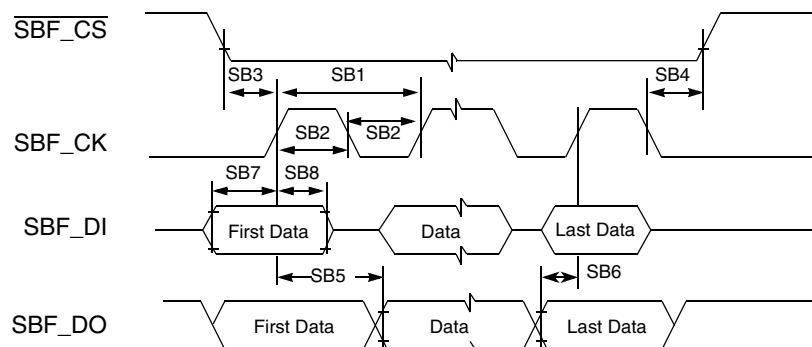 SBF_CS
SB3
SB1
SB4
SBF_CK
SB2
SB2
SB7
SB8
SBF_DI
First Data
Data
Last Data
SB5
SB6
SBF_DO
First Data
Data
Last Data